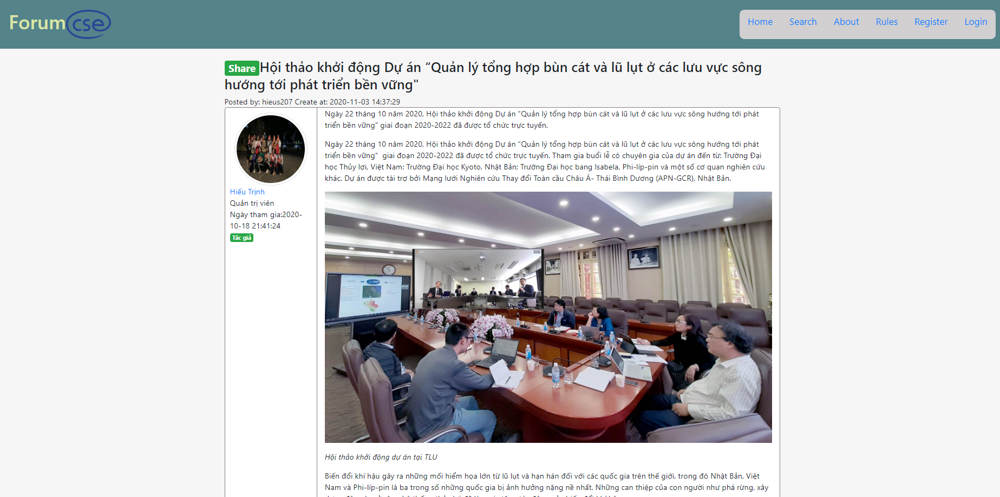 Forum cse
Home Search About Rules Register Login
Share Hội thảo khởi động Dự án “Quản lý tổng hợp bùn cát và lũ lụt ở các lưu vực sông
hướng tới phát triển bền vững"
Posted by: hieus207 Create at: 2020-11-03 14:37:29
Hiếu Trịnh
Quản trị viên
Ngày tham gia:2020-
10-18 21:41:24
Tác giả
Ngày 22 tháng 10 năm 2020, Hội thảo khởi động Dự án "Quản lý tổng hợp bùn cát và lũ lụt ở các lưu vực sông hướng tới phát
triển bền vững" giai đoạn 2020-2022 đã được tổ chức trực tuyến.
Ngày 22 tháng 10 năm 2020, Hội thảo khởi động Dự án "Quản lý tổng hợp bùn cát và lũ lụt ở các lưu vực sông hướng tới phát
triển bền vững"  giai đoạn 2020-2022 đã được tổ chức trực tuyến. Tham gia buổi lễ có chuyên gia của dự án đến từ: Trường Đại
học Thủy lợi, Việt Nam; Trường Đại học Kyoto, Nhật Bản; Trường Đại học bang Isabela, Phi-líp-pin và một số cơ quan nghiên cứu
khác. Dự án được tài trợ bởi Mạng lưới Nghiên cứu Thay đổi Toàn cầu Châu Á- Thái Bình Dương (APN-GCR), Nhật Bản.
Hội thảo khởi động dự án tại TLU
Biến đổi khí hậu gây ra những mối hiểm họa lớn từ lũ lụt và hạn hán đối với các quốc gia trên thế giới, trong đó Nhật Bản, Việt
Nam và Phi-líp-pin là ba trong số những quốc gia bị ảnh hưởng nặng nề nhất. Những can thiệp của con người như phá rừng, xây